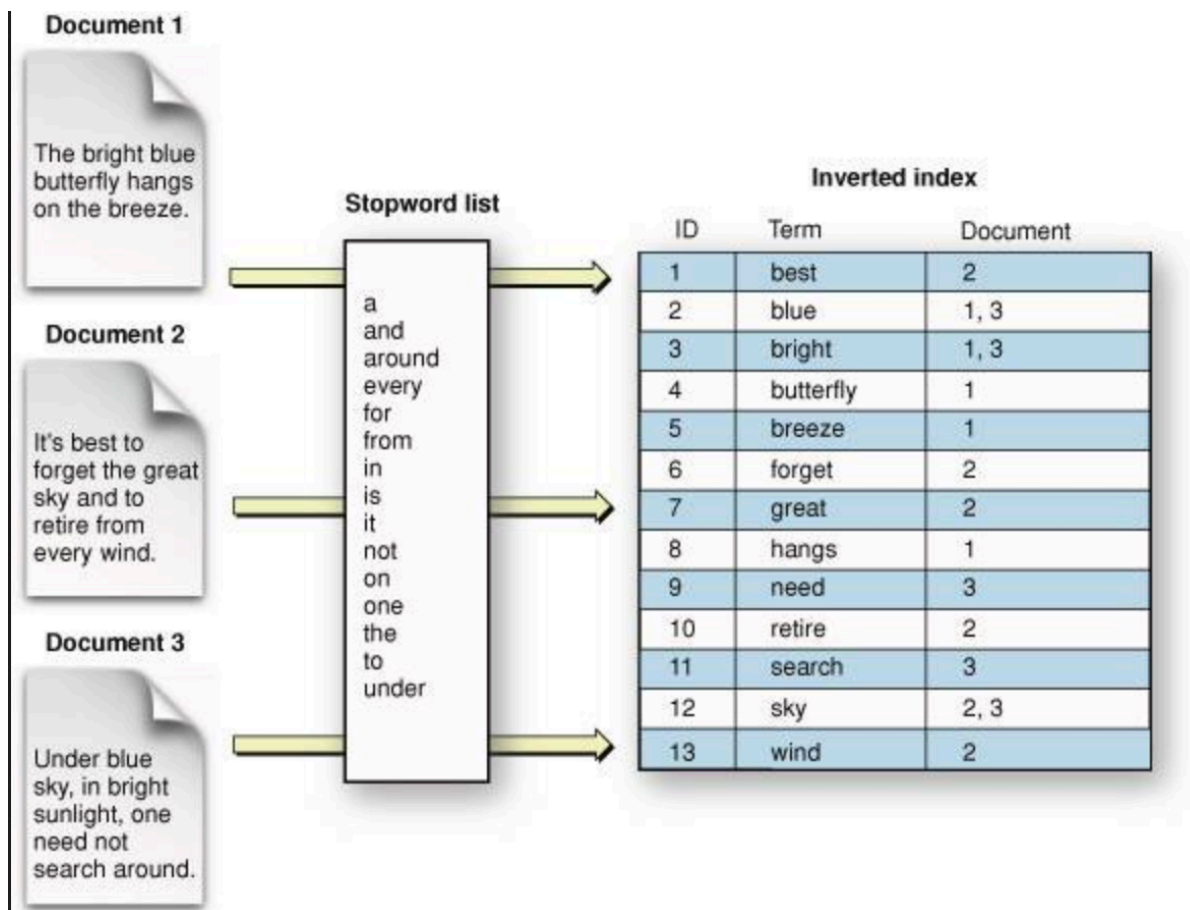 Document 1
The bright blue
butterfly hangs
on the breeze.
Document 2
It's best to
forget the great
sky and to
retire from
every wind.
Document 3
Under blue
sky, in bright
sunlight, one
need not
search around.
Stopword list
a
and
around
every
for
from
in
is
it
not
on
one
the
to
under
Inverted index
ID Term Document
1 best 2
2 blue 1, 3
3 bright 1, 3
4 butterfly 1
5 breeze 1
6 forget 2
7 great 2
8 hangs 1
9 need 3
10 retire 2
11 search 3
12 sky 2, 3
13 wind 2